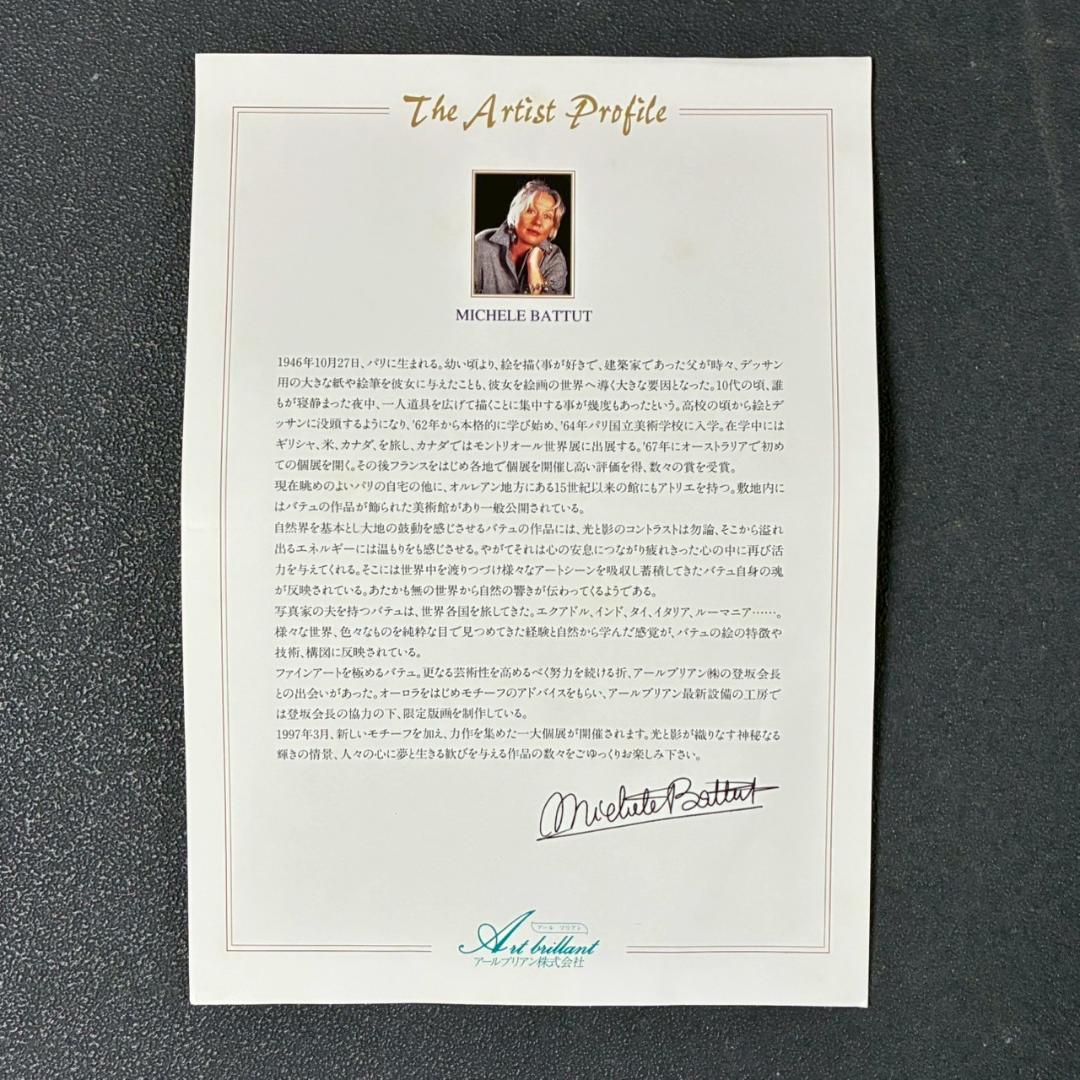 The Artist Profile
MICHELE BATTUT
1946年10月27日、パリに生まれる。幼い頃より、絵を描く事が好きで、建築家であった父が時々、デッサン
用の大きな紙や絵筆を彼女に与えたことも、彼女を絵画の世界へ導く大きな要因となった。10代の頃、誰
もが寝静まった夜中、一人道具を広げて描くことに集中する事が幾度もあったという。高校の頃から絵とデ
ッサンに没頭するようになり、'62年から本格的に学び始め、'64年パリ国立美術学校に入学。在学中には
ギリシャ、米、カナダ、を旅し、カナダではモントリオール世界展に出展する。'67年にオーストラリアで初め
ての個展を開く。その後フランスをはじめ各地で個展を開催し高い評価を得、数々の賞を受賞。
現在眺めのよいパリの自宅の他に、オルレアン地方にある15世紀以来の館にもアトリエを持つ。敷地内に
はバテュの作品が飾られた美術館があり一般公開されている。
自然界を基本とし大地の鼓動を感じさせるバテュの作品には、光と影のコントラストは勿論、そこから溢れ
出るエネルギーには温もりをも感じさせる。やがてそれは心の安息につながり疲れきった心の中に再び活
力を与えてくれる。そこには世界中を渡りつづけ様々なアートシーンを吸収し蓄積してきたバテュ自身の魂
が反映されている。あたかも無の世界から自然の響きが伝わってくるようである。
写真家の夫を持つバテュは、世界各国を旅してきた。エクアドル、インド、タイ、イタリア、ルーマニア……。
様々な世界、色々なものを純粋な目で見つめてきた経験と自然から学んだ感覚が、バテュの絵の特徴や
技術、構図に反映されている。
ファインアートを極めるバテュ。更なる芸術性を高めるべく努力を続ける折、アールブリアン㈱の登坂会長
との出会いがあった。オーロラをはじめモチーフのアドバイスをもらい、アールブリアン最新設備の工房で
は登坂会長の協力の下、限定版画を制作している。
1997年3月、新しいモチーフを加え、力作を集めた一大個展が開催されます。光と影が織りなす神秘なる
輝きの情景、人々の心に夢と生きる歓びを与える作品の数々をごゆっくりお楽しみ下さい。
Michele Battut
アール ブリアン
Art brillant
アールブリアン株式会社